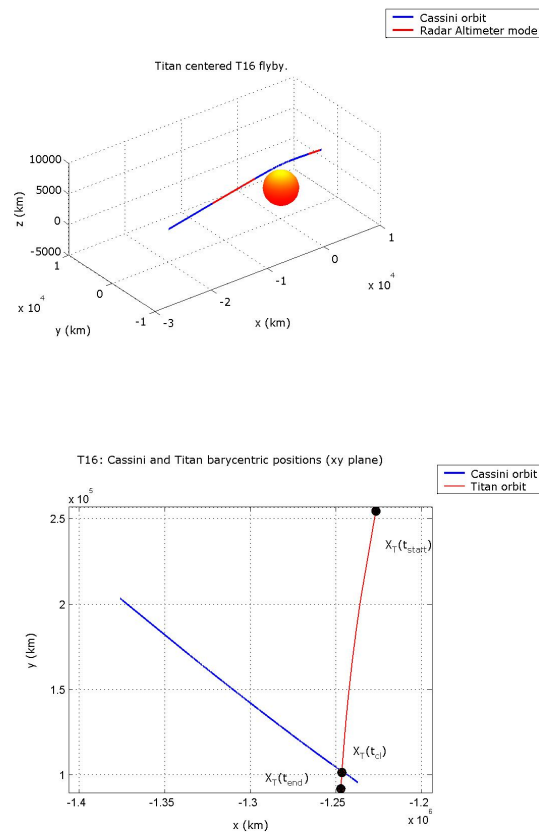 Cassini orbit
Radar Altimeter mode
Titan centered T16 flyby.
10000
5000
0
-5000
z (km)
1
0
-1
x 10^4
y (km)
-3
-2
-1
0
1
x 10^4
x (km)
T16: Cassini and Titan barycentric positions (xy plane)
Cassini orbit
Titan orbit
x 10^5
2.5
2
1.5
1
y (km)
X_T(t_start)
X_T(t_cl)
X_T(t_end)
-1.4 -1.35 -1.3 -1.25 -1.2
x 10^6
x (km)